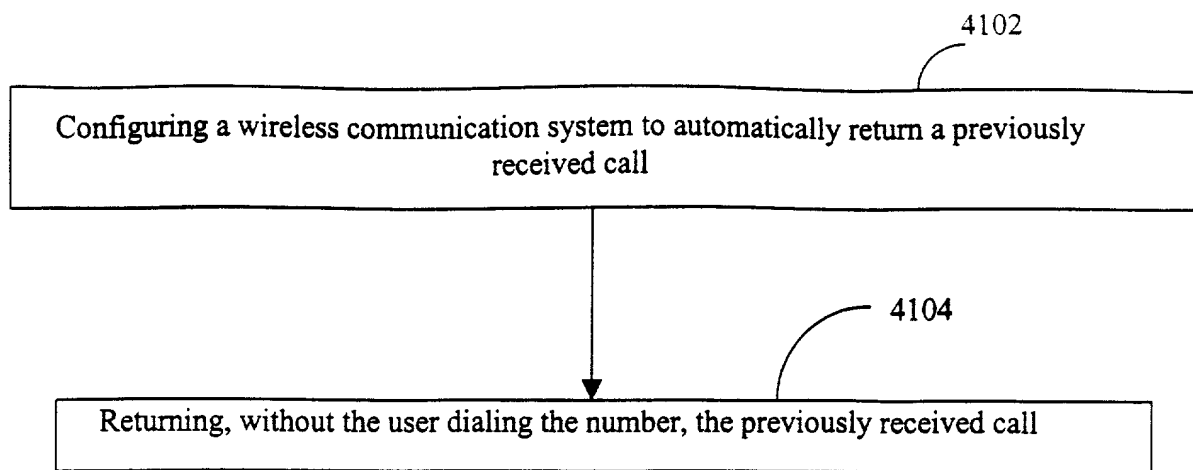 4102
Configuring a wireless communication system to automatically return a previously
received call
4104
Returning, without the user dialing the number, the previously received call